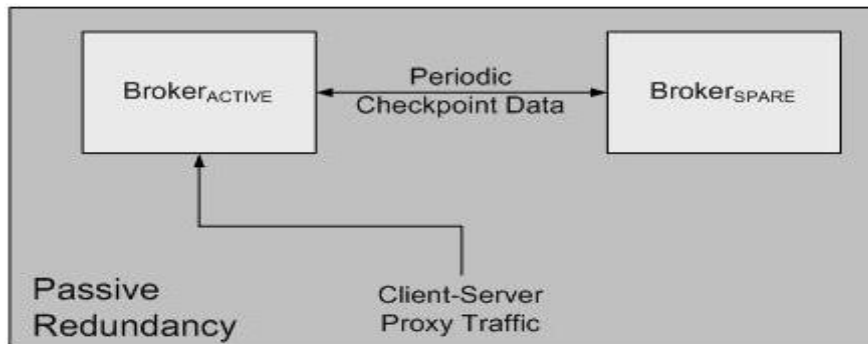 BrokerACTIVE
Periodic
Checkpoint Data
BrokerSPARE
Client-Server
Proxy Traffic
Passive
Redundancy